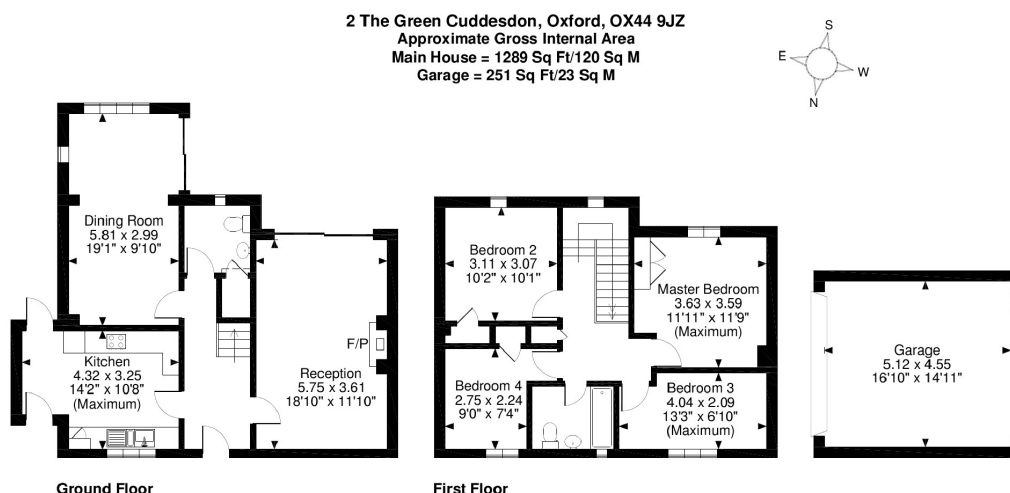 2 The Green Cuddesdon, Oxford, OX44 9JZ
Approximate Gross Internal Area
Main House = 1289 Sq Ft/120 Sq M
Garage = 251 Sq Ft/23 Sq M
S
E
W
N
Dining Room
5.81 x 2.99
19'1" x 9'10"
Kitchen
4.32 x 3.25
14'2" x 10'8"
(Maximum)
F/P
Reception
5.75 x 3.61
18'10" x 11'10"
Ground Floor
Bedroom 2
3.11 x 3.07
10'2" x 10'1"
Master Bedroom
3.63 x 3.59
11'11" x 11'9"
(Maximum)
Bedroom 4
2.75 x 2.24
9'0" x 7'4"
Bedroom 3
4.04 x 2.09
13'3" x 6'10"
(Maximum)
First Floor
Garage
5.12 x 4.55
16'10" x 14'11"